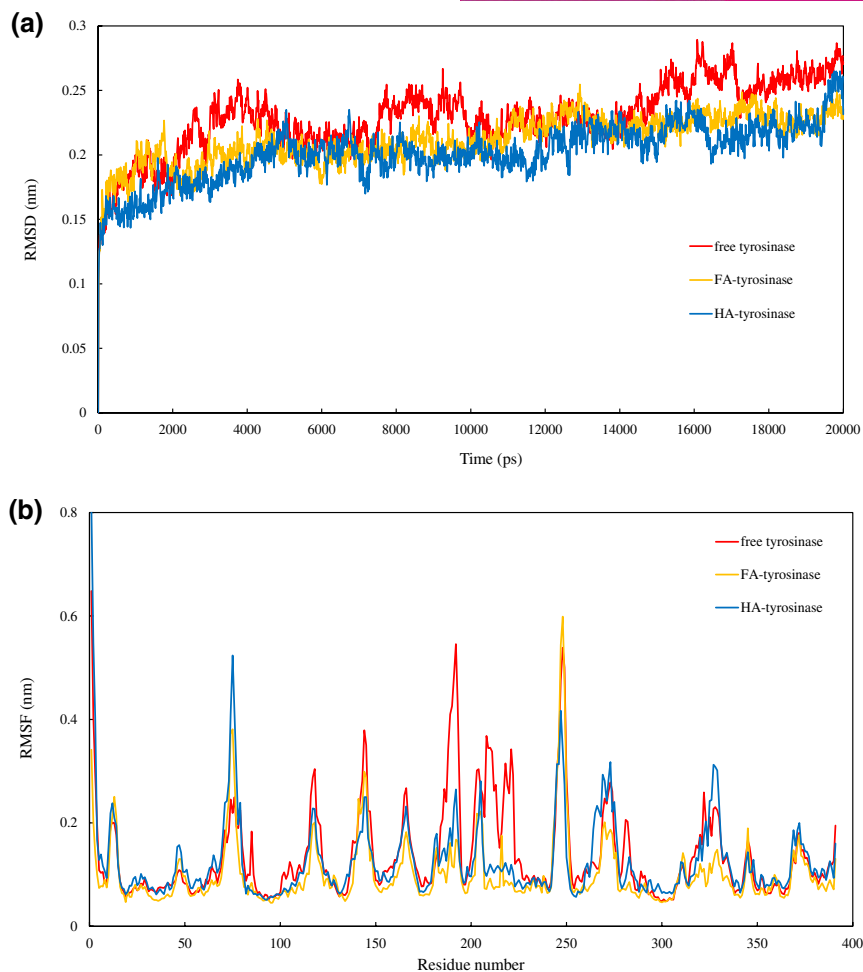 (a)
0.3
0.25
0.2
0.15
0.1
0.05
0
RMSD (nm)
free tyrosinase
FA-tyrosinase
HA-tyrosinase
0 2000 4000 6000 8000 10000 12000 14000 16000 18000 20000
Time (ps)
(b)
0.8
0.6
0.4
0.2
0
RMSF (nm)
free tyrosinase
FA-tyrosinase
HA-tyrosinase
0 50 100 150 200 250 300 350 400
Residue number